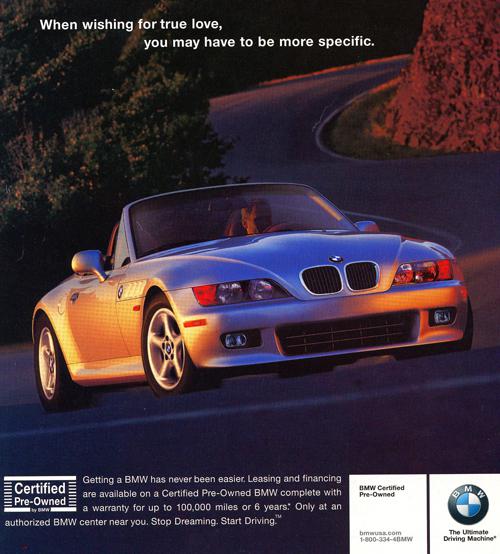 When wishing for true love,
you may have to be more specific.
Certified
Pre-Owned
by BMW
Getting a BMW has never been easier. Leasing and financing
are available on a Certified Pre-Owned BMW complete with
a warranty for up to 100,000 miles or 6 years.* Only at an
authorized BMW center near you. Stop Dreaming. Start Driving.™
BMW Certified
Pre-Owned
bmwusa.com
1-800-334-4BMW
BMW
The Ultimate
Driving Machine®